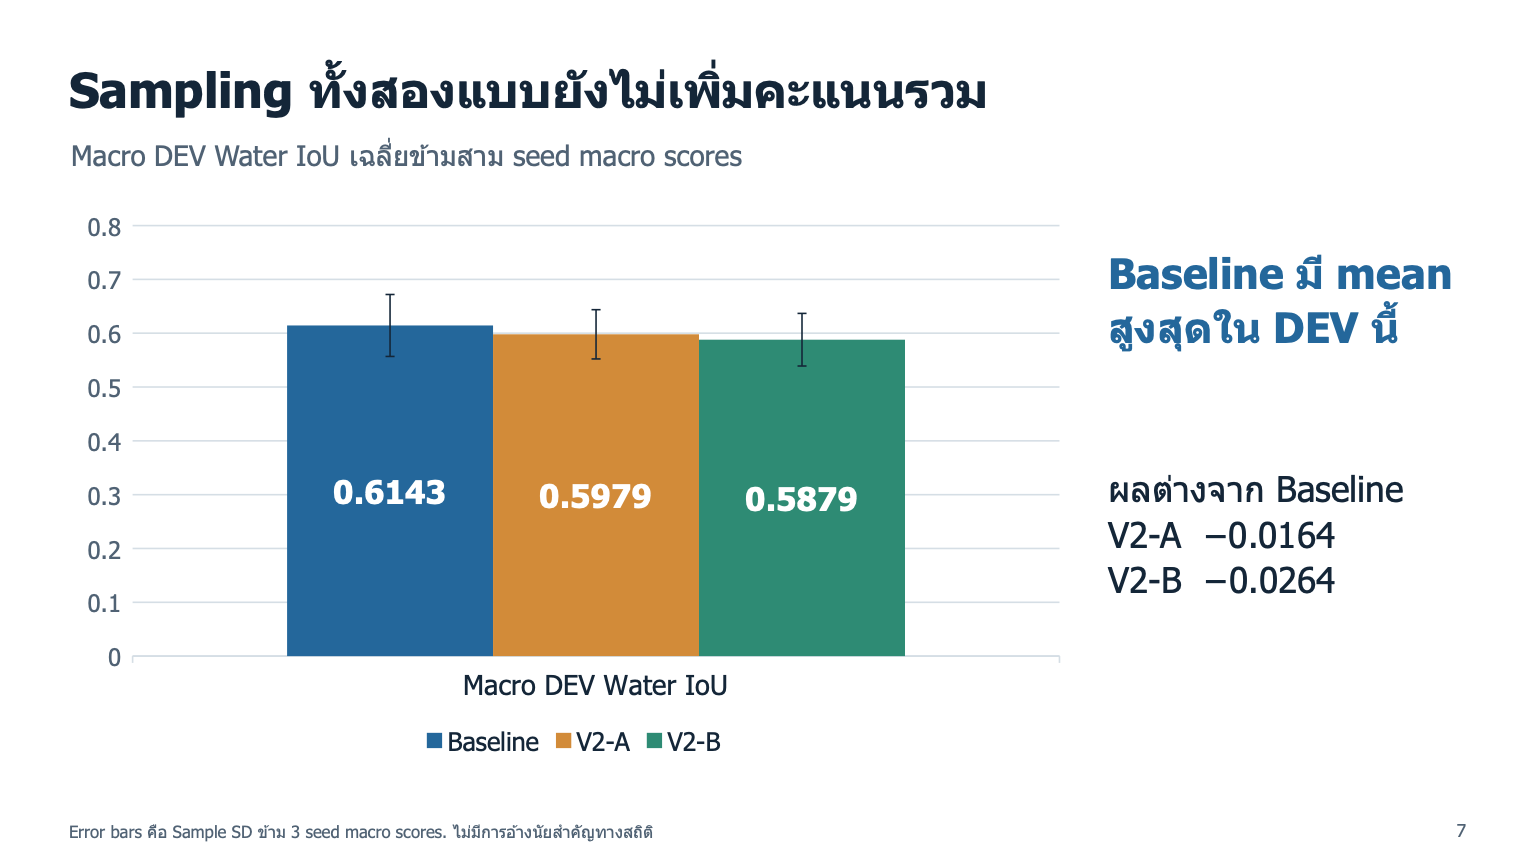 Sampling ทั้งสองแบบยังไม่เพิ่มคะแนนรวม
Macro DEV Water IoU เฉลี่ยข้ามสาม seed macro scores
0.8
0.7
0.6
0.5
0.4
0.3
0.2
0.1
0
0.6143
0.5979
0.5879
Macro DEV Water IoU
Baseline V2-A V2-B
Baseline มี mean
สูงสุดใน DEV นี้
ผลต่างจาก Baseline
V2-A −0.0164
V2-B −0.0264
Error bars คือ Sample SD ข้าม 3 seed macro scores. ไม่มีการอ้างนัยสำคัญทางสถิติ
7